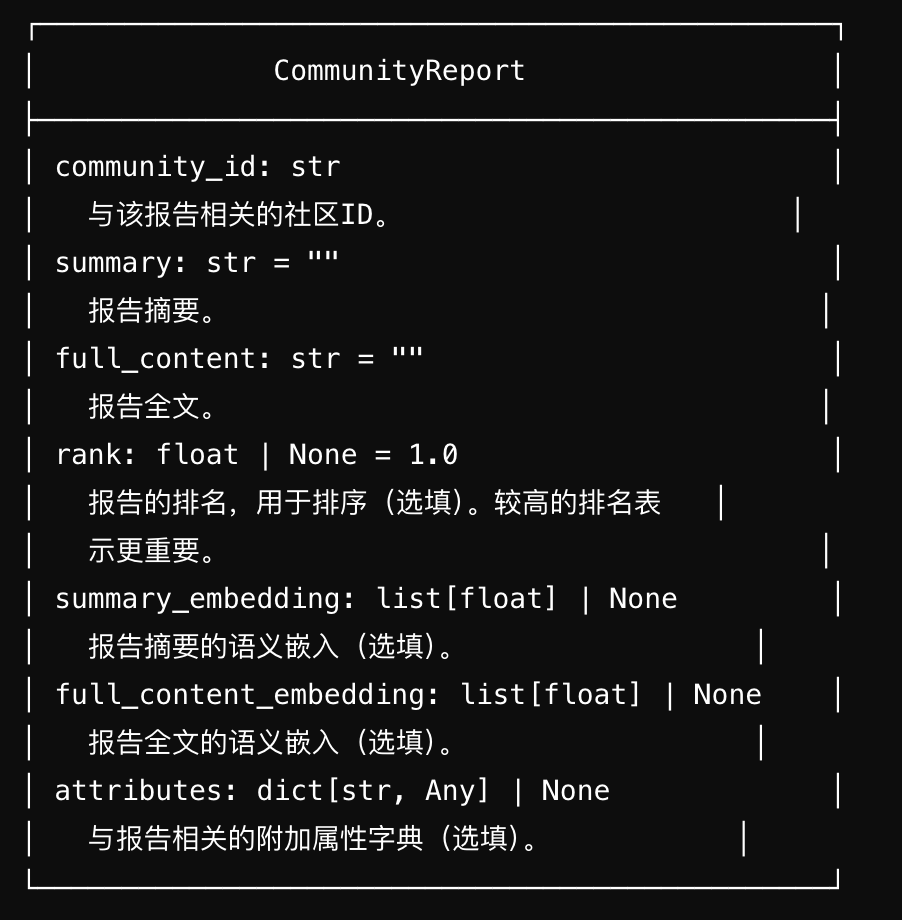 CommunityReport
community_id: str
与该报告相关的社区ID。
summary: str = ""
报告摘要。
full_content: str = ""
报告全文。
rank: float | None = 1.0
报告的排名，用于排序（选填）。较高的排名表
示更重要。
summary_embedding: list[float] | None
报告摘要的语义嵌入（选填）。
full_content_embedding: list[float] | None
报告全文的语义嵌入（选填）。
attributes: dict[str, Any] | None
与报告相关的附加属性字典（选填）。